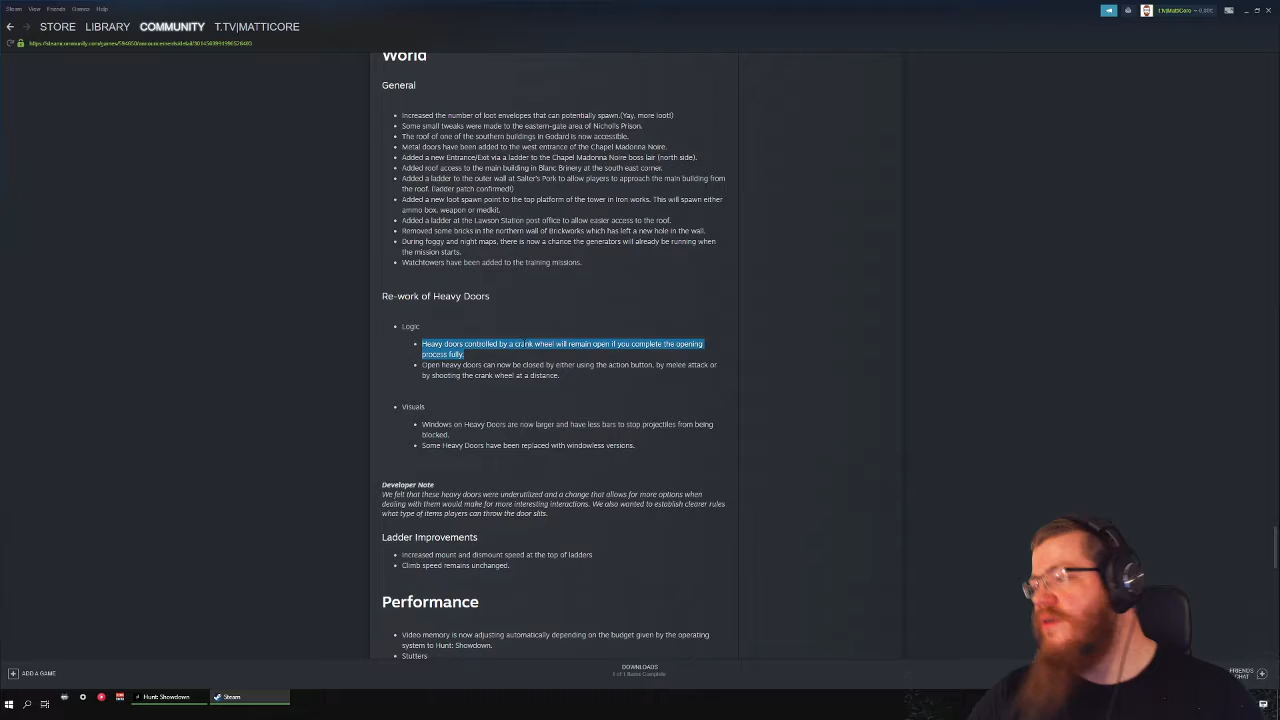 Steam View Friends Games Help
t.TV|MattiCore
STORE LIBRARY COMMUNITY T.TV|MATTICORE
World
General
• Increased the number of loot envelopes that can potentially spawn.(Yay, more loot!)
• Some small tweaks were made to the eastern-gate area of Nicholls Prison.
• The roof of one of the southern buildings in Godard is now accessible.
• Metal doors have been added to the west entrance of the Chapel Madonna Noire.
• Added a new Entrance/Exit via a ladder to the Chapel Madonna Noire boss lair (north side).
• Added roof access to the main building in Blanc Brinery at the south east corner.
• Added a ladder to the outer wall at Salter's Pork to allow players to approach the main building from
the roof. (ladder patch confirmed!)
• Added a new loot spawn point to the top platform of the tower in Iron works. This will spawn either
ammo box, weapon or medkit.
• Added a ladder at the Lawson Station post office to allow easier access to the roof.
• Removed some bricks in the northern wall of Brickworks which has left a new hole in the wall.
• During foggy and night maps, there is now a chance the generators will already be running when
the mission starts.
• Watchtowers have been added to the training missions.
Re-work of Heavy Doors
• Logic
• Heavy doors controlled by a crank wheel will remain open if you complete the opening
process fully.
• Open heavy doors can now be closed by either using the action button, by melee attack or
by shooting the crank wheel at a distance.
• Visuals
• Windows on Heavy Doors are now larger and have less bars to stop projectiles from being
blocked.
• Some Heavy Doors have been replaced with windowless versions.
Developer Note
We felt that these heavy doors were underutilized and a change that allows for more options when
dealing with them would make for more interesting interactions. We also wanted to establish clearer rules
what type of items players can throw the door slits.
Ladder Improvements
• Increased mount and dismount speed at the top of ladders
• Climb speed remains unchanged.
Performance
• Video memory is now adjusting automatically depending on the budget given by the operating
system to Hunt: Showdown.
• Stutters
ADD A GAME
DOWNLOADS
1 of 1 Items Complete
FRIENDS
& CHAT
Hunt: Showdown
Steam